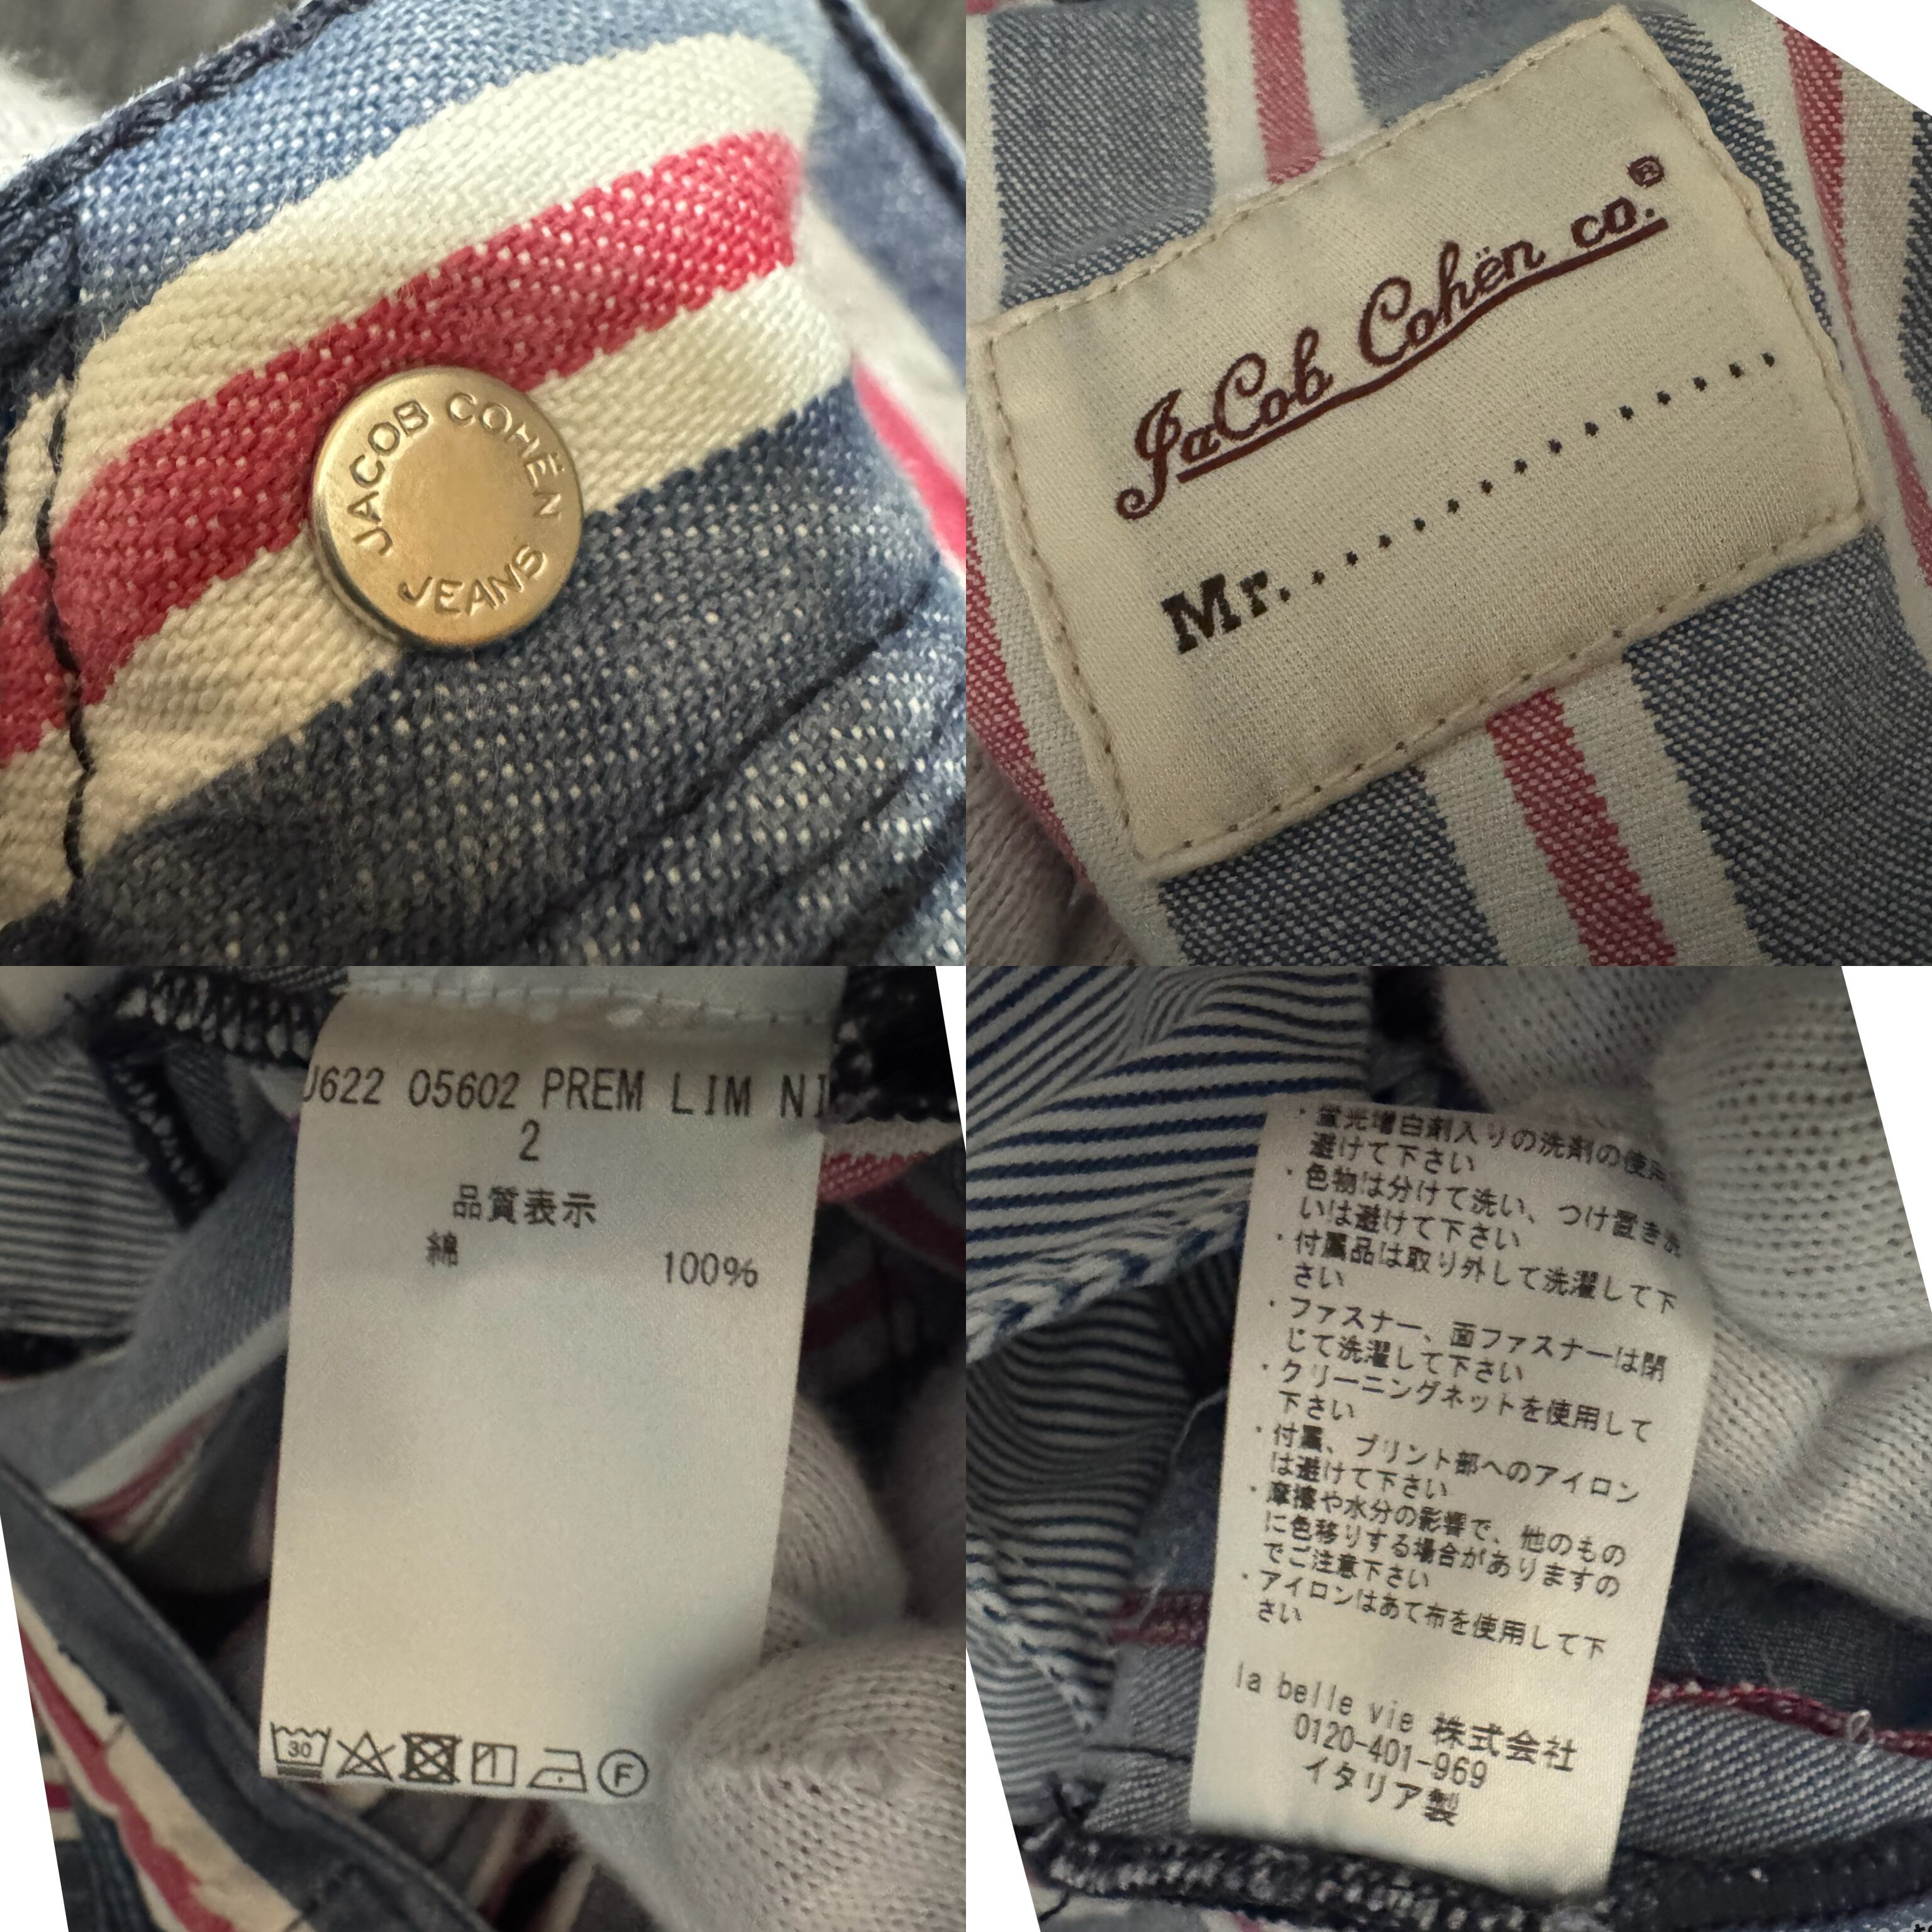 JACOB COHËN
JEANS
JaCob Cohën co.®
Mr..............
J622 05602 PREM LIM NI
2
品質表示
綿 100%
30
F
・蛍光増白剤入りの洗剤の使用
避けて下さい
・色物は分けて洗い、つけ置き洗
いは避けて下さい
・付属品は取り外して洗濯して下
さい
・ファスナー、面ファスナーは閉
じて洗濯して下さい
・クリーニングネットを使用して
下さい
・付属、プリント部へのアイロン
は避けて下さい
・摩擦や水分の影響で、他のもの
に色移りする場合がありますの
でご注意下さい
・アイロンはあて布を使用して下
さい
la belle vie 株式会社
0120-401-969
イタリア製